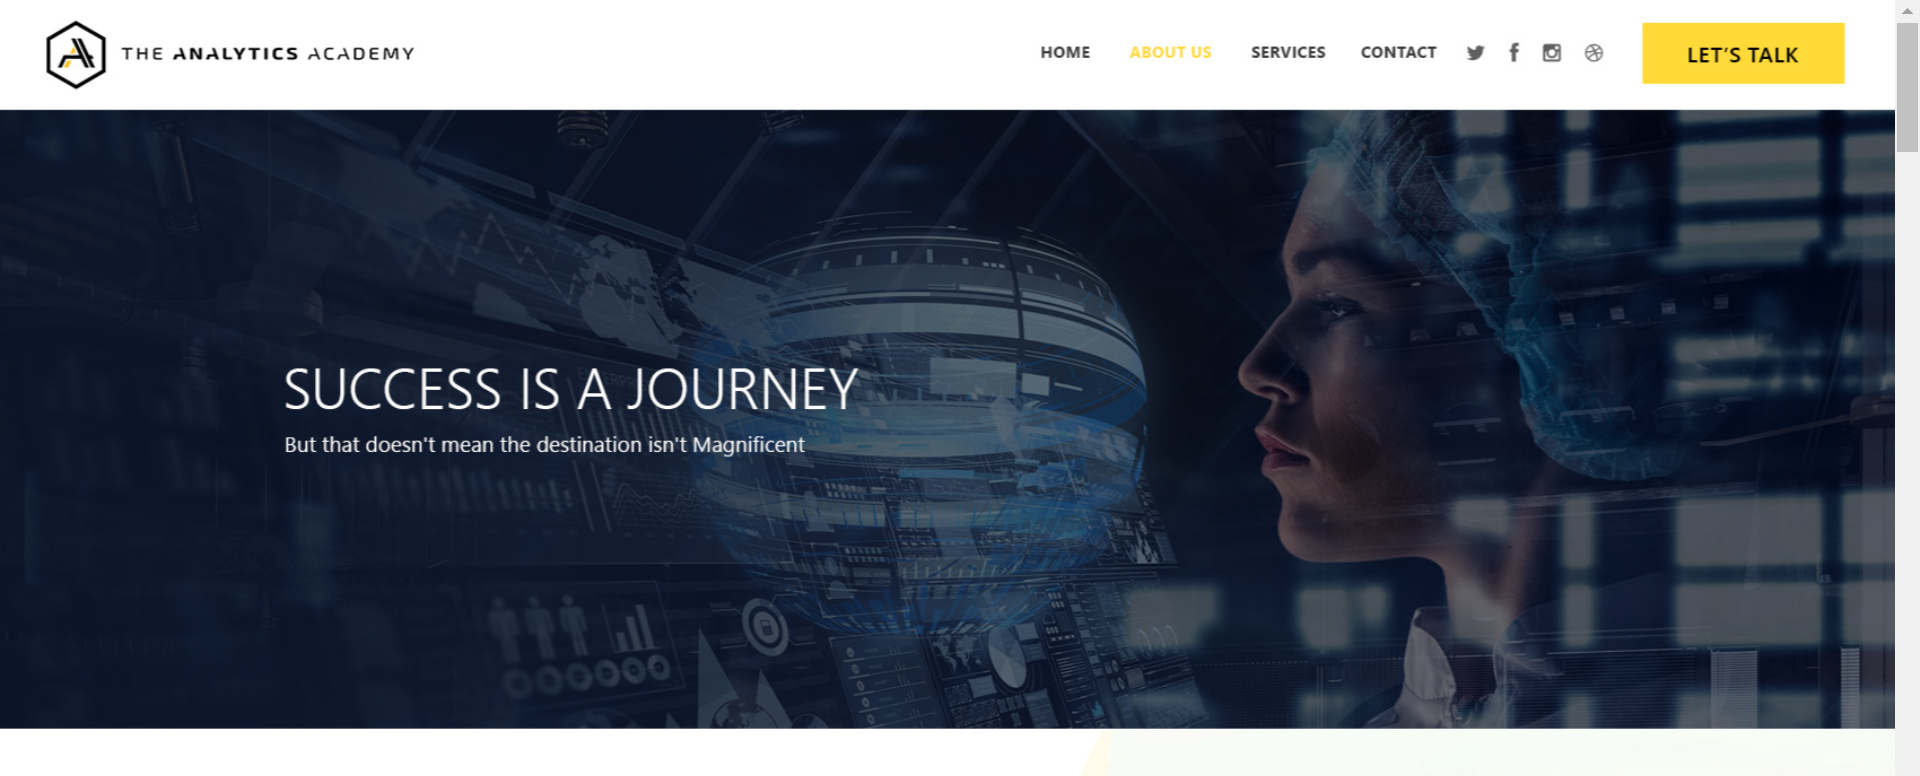 THE ANALYTICS ACADEMY
HOME
ABOUT US
SERVICES
CONTACT
LET'S TALK
SUCCESS IS A JOURNEY
But that doesn't mean the destination isn't Magnificent